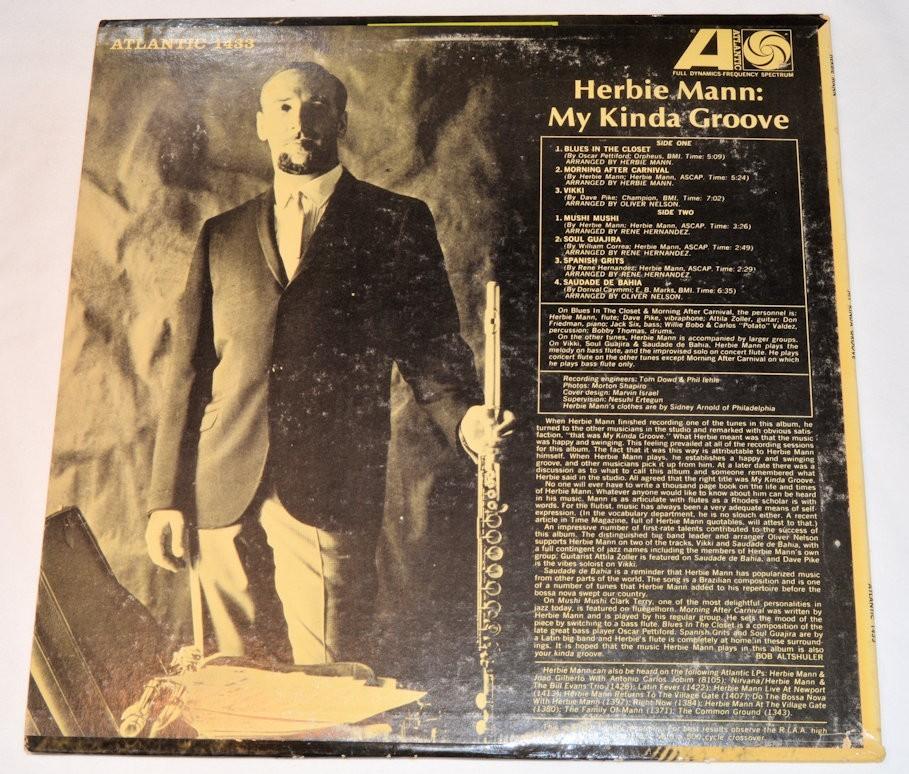 ATLANTIC 1433
A
ATLANTIC
FULL DYNAMICS-FREQUENCY SPECTRUM
Herbie Mann:
My Kinda Groove
SIDE ONE
1. BLUES IN THE CLOSET
(By Oscar Pettiford; Orpheus, BMI. Time: 5:09)
ARRANGED BY HERBIE MANN.
2. MORNING AFTER CARNIVAL
(By Herbie Mann; Herbie Mann, ASCAP. Time: 5:24)
ARRANGED BY HERBIE MANN.
3. VIKKI
(By Dave Pike; Champion, BMI. Time: 7:02)
ARRANGED BY OLIVER NELSON.
SIDE TWO
1. MUSHI MUSHI
(By Herbie Mann; Herbie Mann, ASCAP. Time: 3:26)
ARRANGED BY RENE HERNANDEZ.
2. SOUL GUAJIRA
(By William Correa; Herbie Mann, ASCAP. Time: 2:49)
ARRANGED BY RENE HERNANDEZ.
3. SPANISH GRITS
(By Rene Hernandez; Herbie Mann, ASCAP. Time: 2:29)
ARRANGED BY RENE HERNANDEZ.
4. SAUDADE DE BAHIA
(By Dorival Caymmi; E. B. Marks, BMI. Time: 6:35)
ARRANGED BY OLIVER NELSON.
On Blues In The Closet & Morning After Carnival, the personnel is:
Herbie Mann, flute; Dave Pike, vibraphone; Attila Zoller, guitar; Don
Friedman, piano; Jack Six, bass; Willie Bobo & Carlos "Potato" Valdez,
percussion; Bobby Thomas, drums.
On the other tunes, Herbie Mann is accompanied by larger groups.
On Vikki, Soul Guajira & Saudade de Bahia, Herbie Mann plays the
melody on bass flute, and the improvised solo on concert flute. He plays
concert flute on the other tunes except Morning After Carnival on which
he plays bass flute only.
Recording engineers: Tom Dowd & Phil Iehle
Photos: Morton Shapiro
Cover design: Marvin Israel
Supervision: Nesuhi Ertegun
Herbie Mann's clothes are by Sidney Arnold of Philadelphia
When Herbie Mann finished recording one of the tunes in this album, he
turned to the other musicians in the studio and remarked with obvious satis-
faction, "that was My Kinda Groove." What Herbie meant was that the music
was happy and swinging. This feeling prevailed at all of the recording sessions
for this album. The fact that it was this way is attributable to Herbie Mann
himself. When Herbie Mann plays, he establishes a happy and swinging
groove, and other musicians pick it up from him. At a later date there was a
discussion as to what to call this album and someone remembered what
Herbie said in the studio. All agreed that the right title was My Kinda Groove.
No one will ever have to write a thousand page book on the life and times
of Herbie Mann. Whatever anyone would like to know about him can be heard
in his music. Mann is as articulate with flutes as a Rhodes scholar is with
words. For the flutist, music has always been a very adequate means of self-
expression. (In the vocabulary department, he is no slouch either. A recent
article in Time Magazine, full of Herbie Mann quotables, will attest to that.)
An impressive number of first-rate talents contributed to the success of
this album. The distinguished big band leader and arranger Oliver Nelson
supports Herbie Mann on two of the tracks, Vikki and Saudade de Bahia, with
a full contingent of jazz names including the members of Herbie Mann's own
group. Guitarist Attila Zoller is featured on Saudade de Bahia, and Dave Pike
is the vibes soloist on Vikki.
Saudade de Bahia is a reminder that Herbie Mann has popularized music
from other parts of the world. The song is a Brazilian composition and is one
of a number of tunes that Herbie Mann added to his repertoire before the
bossa nova swept our country.
On Mushi Mushi Clark Terry, one of the most delightful personalities in
jazz today, is featured on fluegelhorn. Morning After Carnival was written by
Herbie Mann and is played by his regular group. He sets the mood of the
piece by switching to a bass flute. Blues In The Closet is a composition of the
late great bass player Oscar Pettiford. Spanish Grits and Soul Guajira are by
a Latin big band and Herbie's flute is completely at home in these surround-
ings. It is hoped that the music Herbie Mann plays in this album is also
your kinda groove.
BOB ALTSHULER
Herbie Mann can also be heard on the following Atlantic LPs: Herbie Mann &
Joao Gilberto With Antonio Carlos Jobim (8105); Nirvana/Herbie Mann &
The Bill Evans Trio (1426); Latin Fever (1422); Herbie Mann Live At Newport
(1413); Herbie Mann Returns To The Village Gate (1407); Do The Bossa Nova
With Herbie Mann (1397); Right Now (1384); Herbie Mann At The Village Gate
(1380); The Family Of Mann (1371); The Common Ground (1343).
For best results observe the R.I.A.A. high
500 cycle crossover.
ATLANTIC 1433